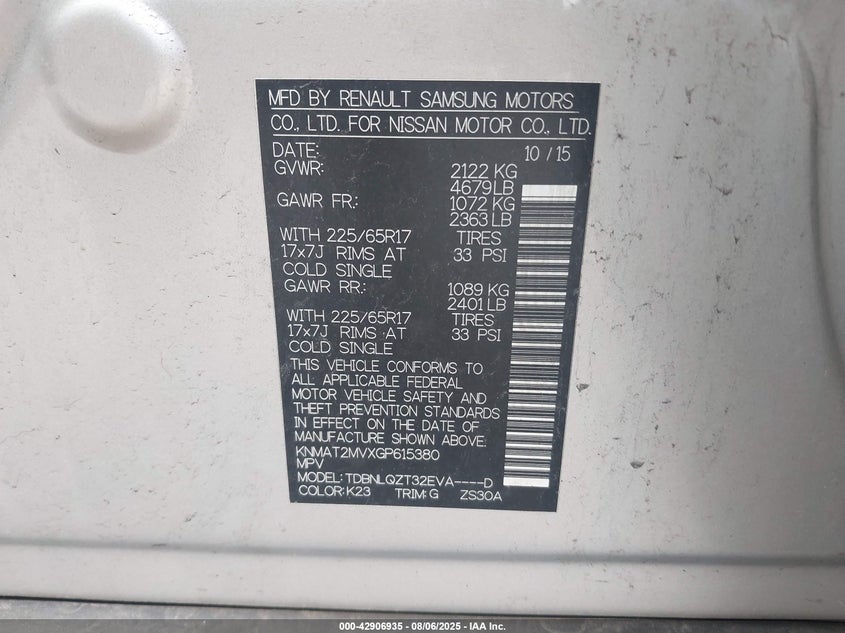 MFD BY RENAULT SAMSUNG MOTORS
CO., LTD. FOR NISSAN MOTOR CO., LTD.
DATE: 10 / 15
GVWR: 2122 KG
4679 LB
GAWR FR.: 1072 KG
2363 LB
WITH 225/65R17 TIRES
17x7J RIMS AT 33 PSI
COLD SINGLE
GAWR RR.: 1089 KG
2401 LB
WITH 225/65R17 TIRES
17x7J RIMS AT 33 PSI
COLD SINGLE
THIS VEHICLE CONFORMS TO
ALL APPLICABLE FEDERAL
MOTOR VEHICLE SAFETY AND
THEFT PREVENTION STANDARDS
IN EFFECT ON THE DATE OF
MANUFACTURE SHOWN ABOVE:
KNMAT2MVXGP615380
MPV
MODEL: TDBNLQZT32EVA----D
COLOR: K23 TRIM: G ZS30A
000-42906935 - 08/06/2025 - IAA Inc.